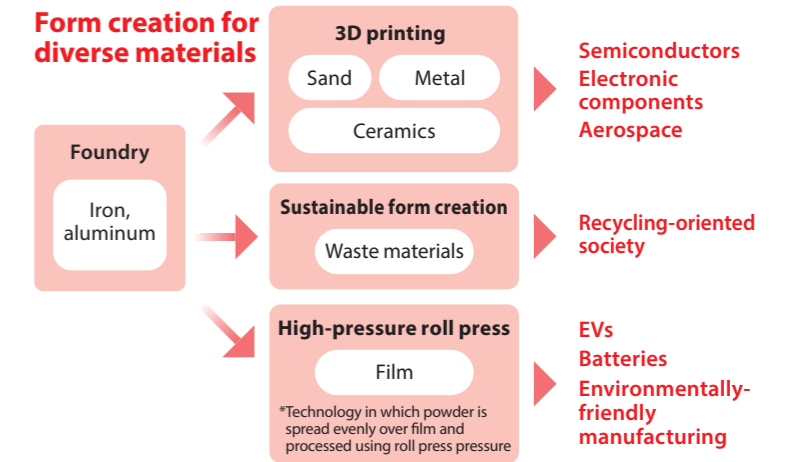 Form creation for
diverse materials
Foundry
Iron,
aluminum
3D printing
Sand
Metal
Ceramics
Semiconductors
Electronic
components
Aerospace
Sustainable form creation
Waste materials
Recycling-oriented
society
High-pressure roll press
Film
*Technology in which powder is
spread evenly over film and
processed using roll press pressure
EVs
Batteries
Environmentally-
friendly
manufacturing